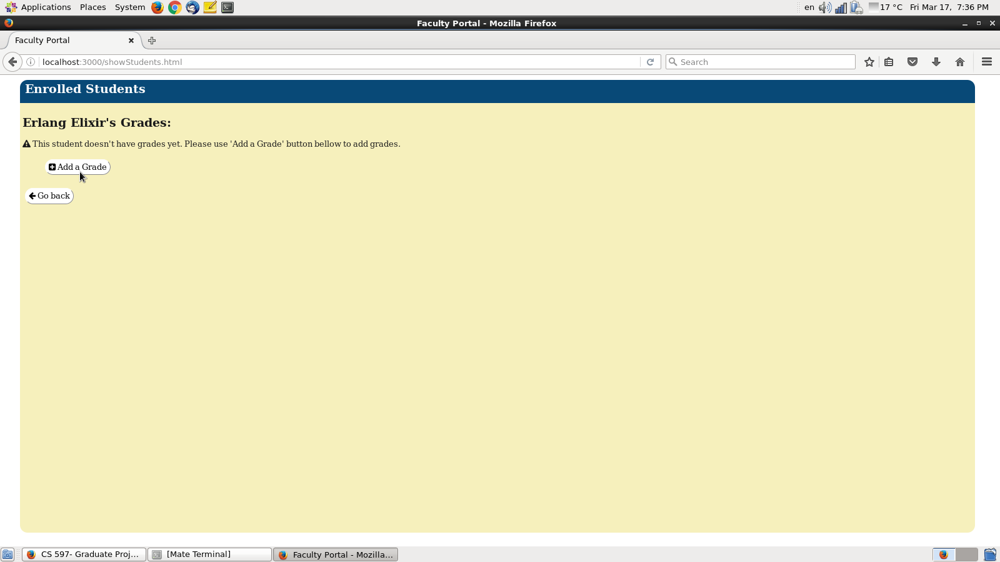 Applications Places System en 17 °C Fri Mar 17, 7:36 PM
Faculty Portal - Mozilla Firefox
Faculty Portal
localhost:3000/showStudents.html Search
Enrolled Students
Erlang Elixir's Grades:
This student doesn't have grades yet. Please use 'Add a Grade' button bellow to add grades.
Add a Grade
Go back
CS 597- Graduate Proj... [Mate Terminal] Faculty Portal - Mozilla...